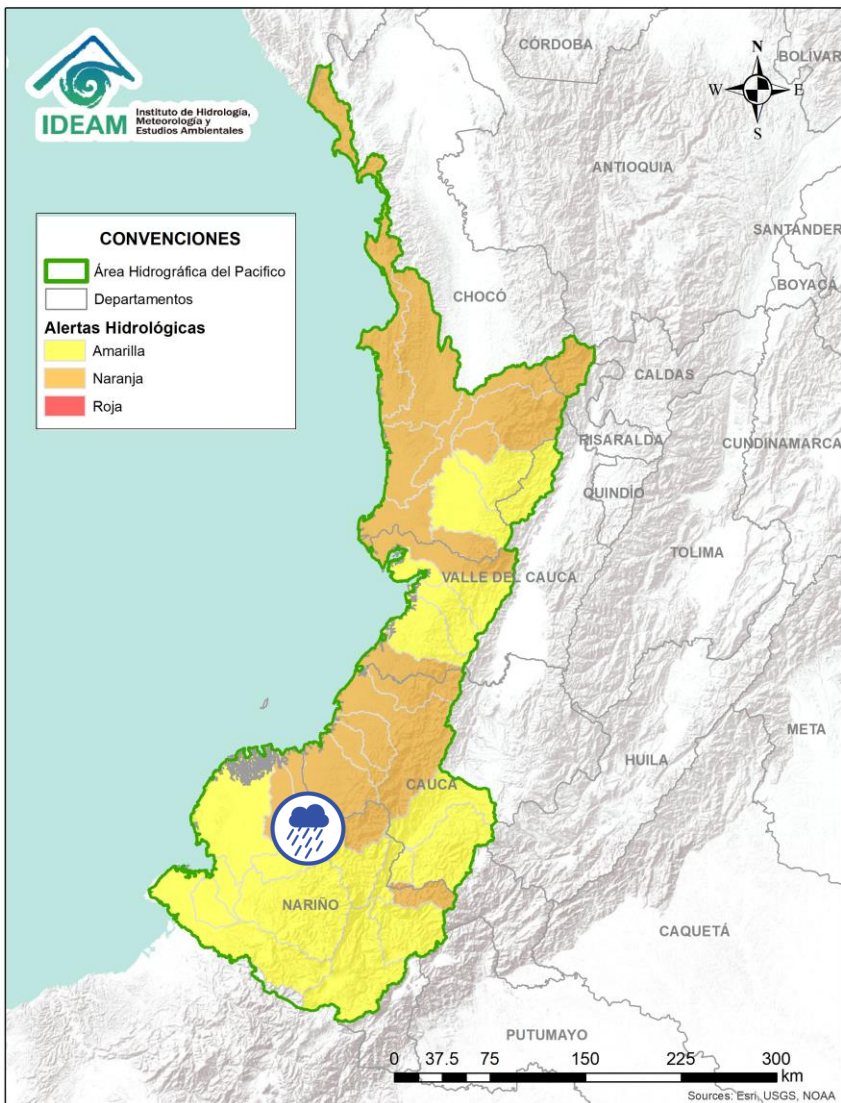 IDEAM
Instituto de Hidrología,
Meteorología y
Estudios Ambientales
CÓRDOBA
BOLÍVAR
N
W
E
S
ANTIOQUIA
SANTANDER
BOYACÁ
CONVENCIONES
Área Hidrográfica del Pacifico
Departamentos
Alertas Hidrológicas
Amarilla
Naranja
Roja
CHOCÓ
CALDAS
RISARALDA
CUNDINAMARCA
QUINDÍO
TOLIMA
VALLE DEL CAUCA
META
HUILA
CAUCA
NARIÑO
CAQUETÁ
PUTUMAYO
0 37.5 75 150 225 300
km
Sources: Esri, USGS, NOAA